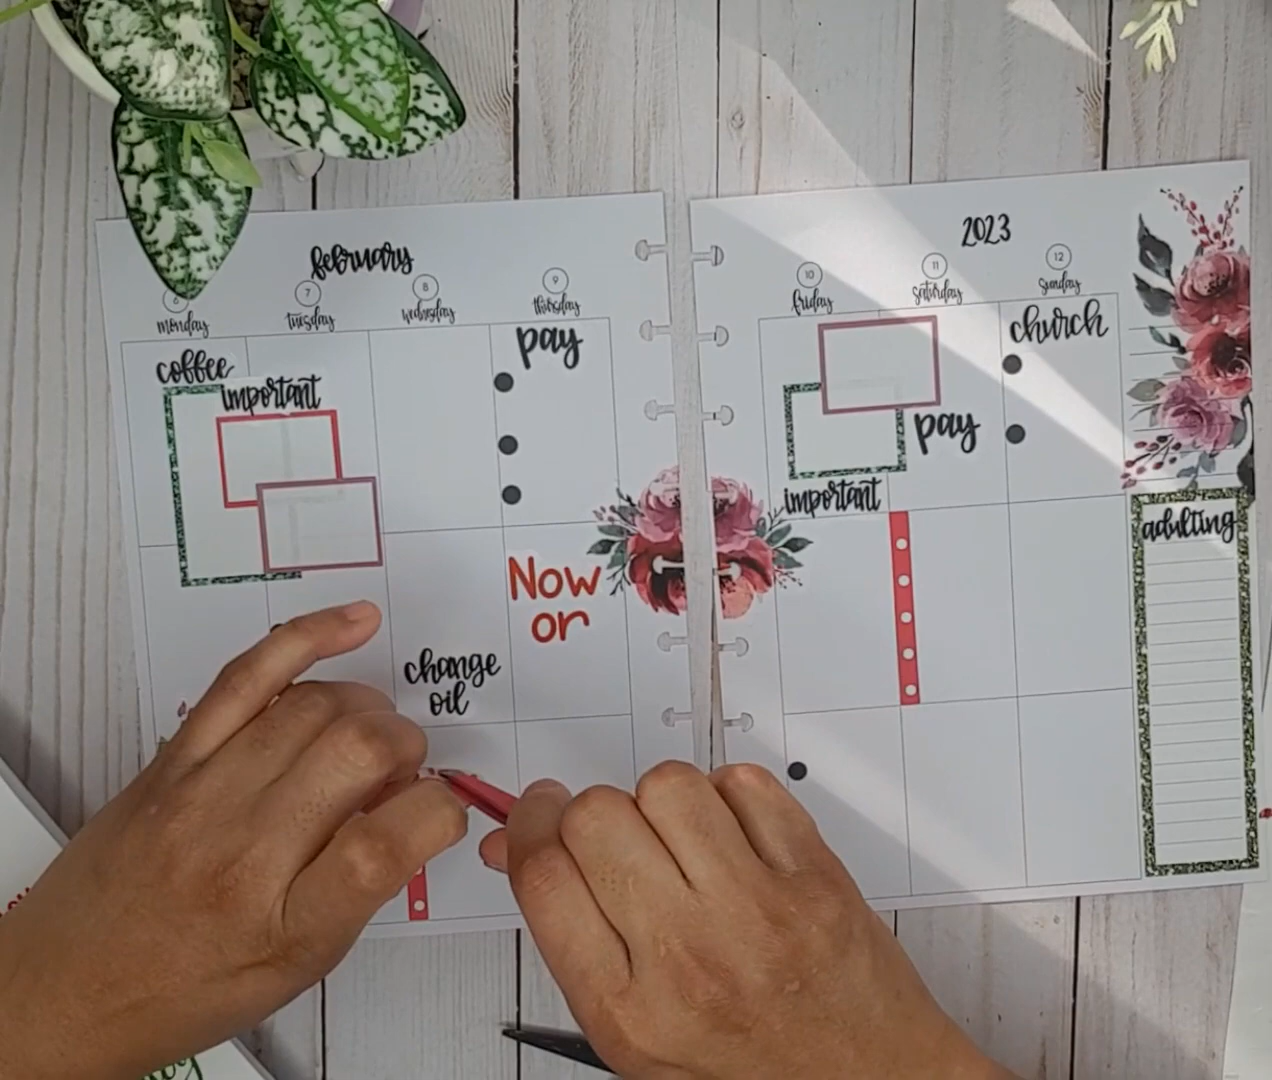 february
2023
6
7
8
9
10
11
12
monday
tuesday
wednesday
thursday
friday
saturday
sunday
coffee
important
pay
Now
or
change
oil
pay
important
church
adulting